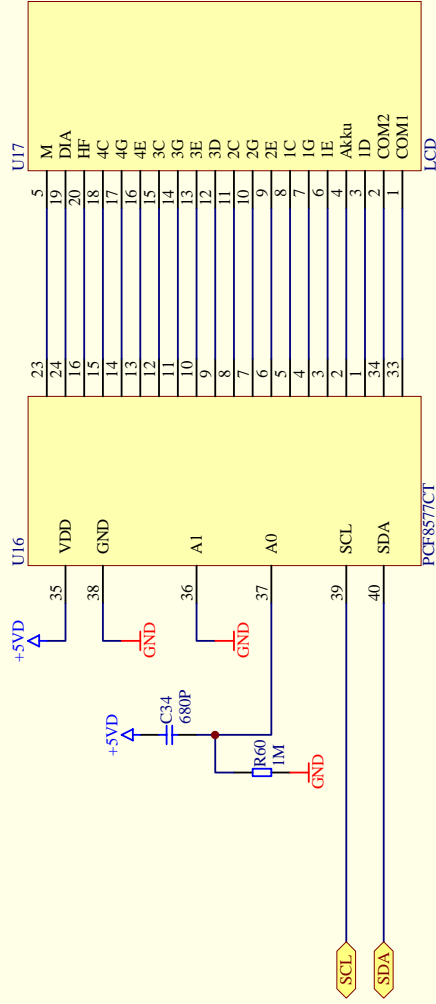 U17
M
DIA
HF
4C
4G
4E
3C
3G
3E
3D
2C
2G
2E
1C
1G
1E
Akku
1D
COM2
COM1
LCD
5
19
20
18
17
16
15
14
13
12
11
10
9
8
7
6
4
3
2
1
23
24
16
15
14
13
12
11
10
9
8
7
6
5
4
3
2
1
34
33
U16
VDD
GND
A1
A0
SCL
SDA
PCF8577CT
35
38
36
37
39
40
+5VD
GND
GND
+5VD
C34
680P
R60
1M
GND
SCL
SDA